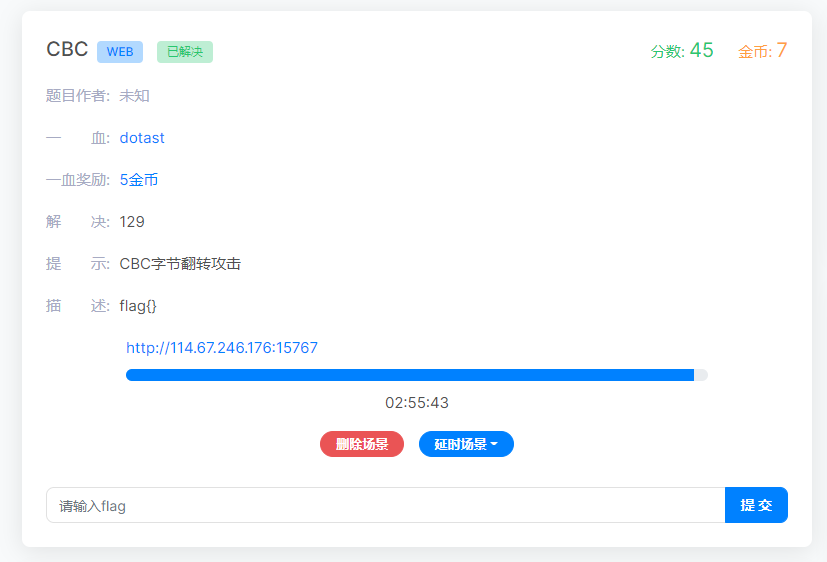 CBC WEB 已解决 分数: 45 金币: 7
题目作者: 未知
一 血: dotast
一血奖励: 5金币
解 决: 129
提 示: CBC字节翻转攻击
描 述: flag{}
http://114.67.246.176:15767
02:55:43
删除场景 延时场景
请输入flag 提交